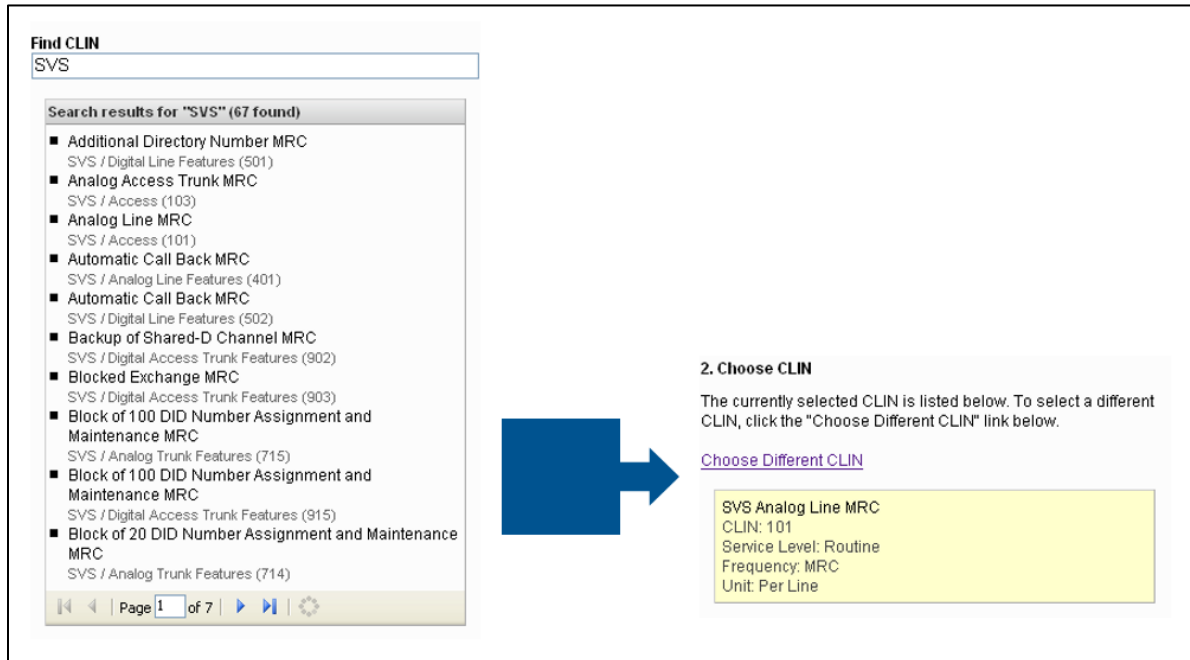 Find CLIN
SVS
Search results for "SVS" (67 found)
Additional Directory Number MRC
SVS / Digital Line Features (501)
Analog Access Trunk MRC
SVS / Access (103)
Analog Line MRC
SVS / Access (101)
Automatic Call Back MRC
SVS / Analog Line Features (401)
Automatic Call Back MRC
SVS / Digital Line Features (502)
Backup of Shared-D Channel MRC
SVS / Digital Access Trunk Features (902)
Blocked Exchange MRC
SVS / Digital Access Trunk Features (903)
Block of 100 DID Number Assignment and
Maintenance MRC
SVS / Analog Trunk Features (715)
Block of 100 DID Number Assignment and
Maintenance MRC
SVS / Digital Access Trunk Features (915)
Block of 20 DID Number Assignment and Maintenance
MRC
SVS / Analog Trunk Features (714)
Page 1 of 7
2. Choose CLIN
The currently selected CLIN is listed below. To select a different
CLIN, click the "Choose Different CLIN" link below.
Choose Different CLIN
SVS Analog Line MRC
CLIN: 101
Service Level: Routine
Frequency: MRC
Unit: Per Line